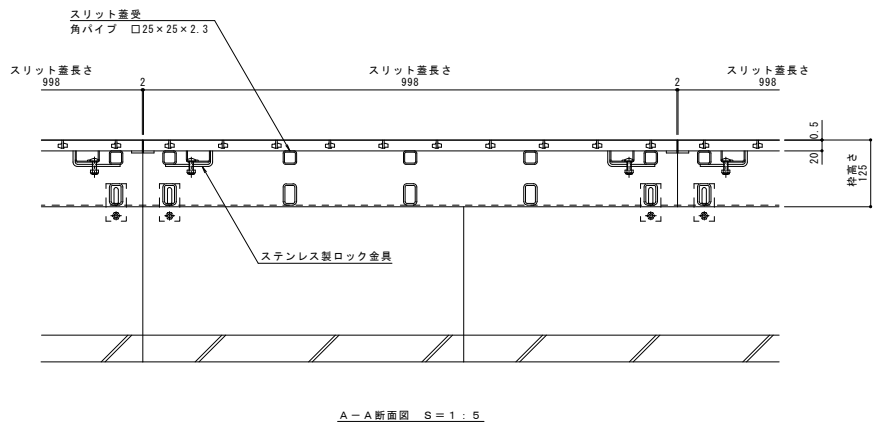 スリット蓋受
角パイプ　□25×25×2.3
スリット蓋長さ
998
2
スリット蓋長さ
998
2
スリット蓋長さ
998
0.5
20
枠高さ
125
ステンレス製ロック金具
A－A断面図　S＝1：5